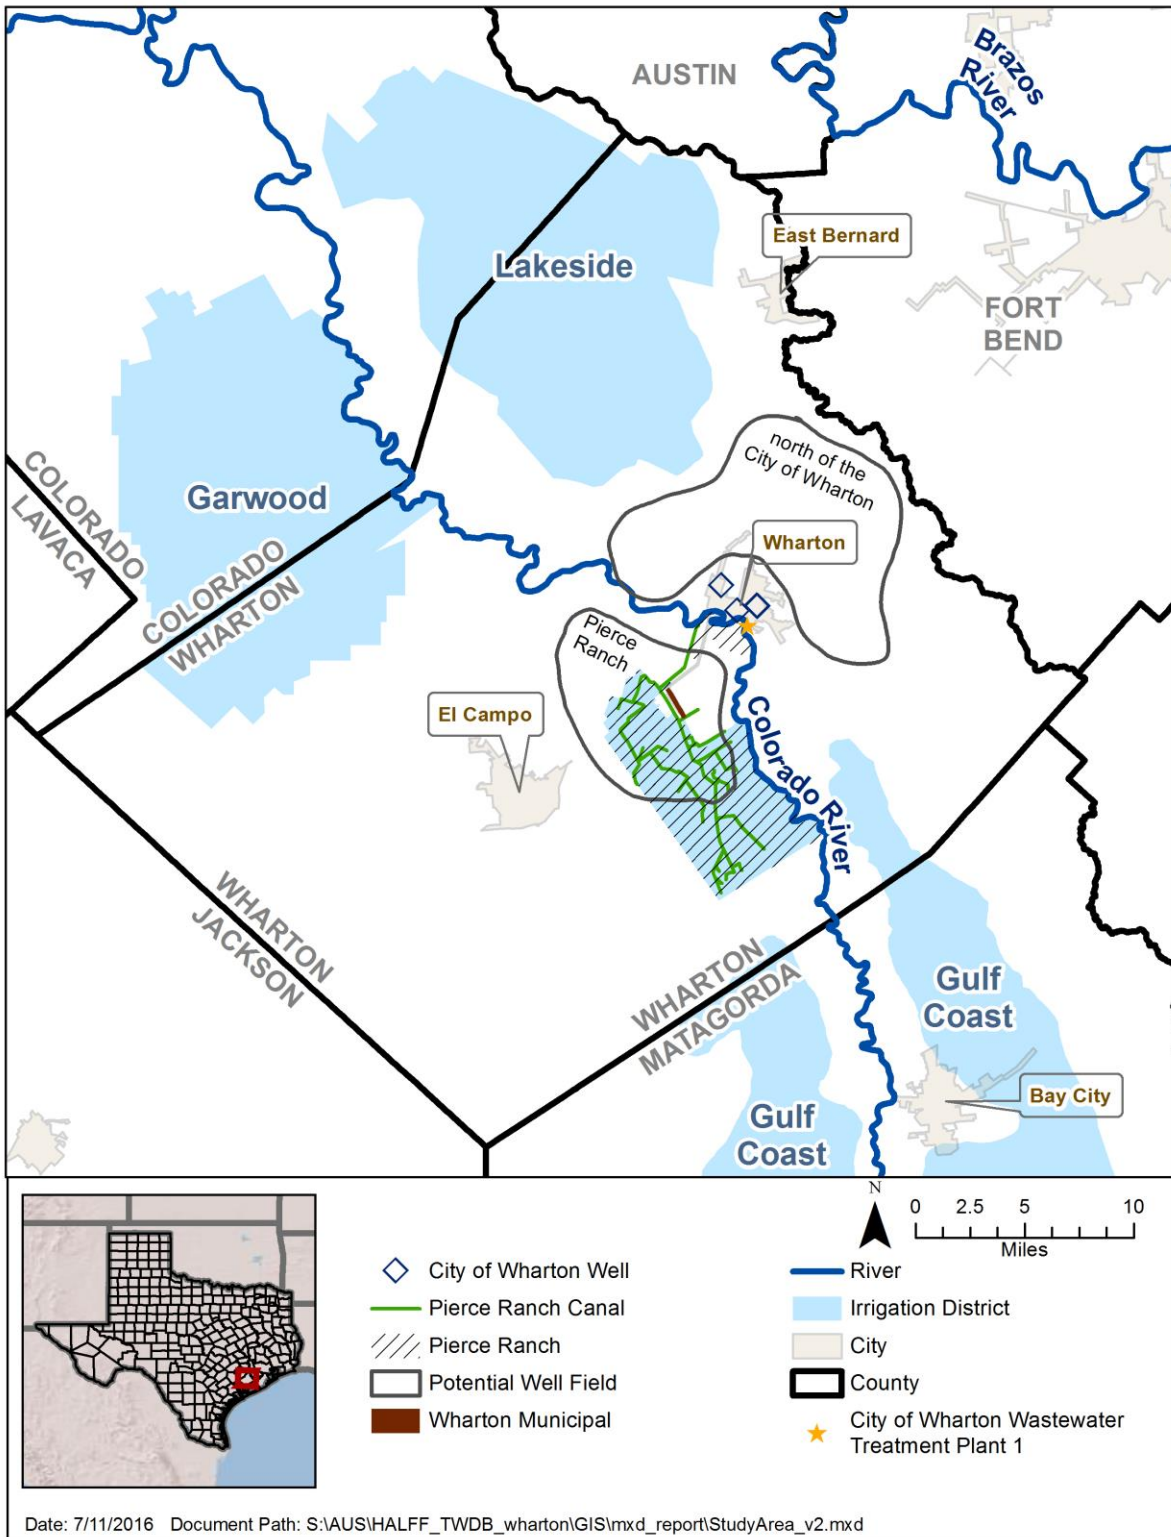 AUSTIN
Brazos
River
East Bernard
Lakeside
FORT
BEND
north of the
City of Wharton
COLORADO
LAVACA
Garwood
COLORADO
WHARTON
Wharton
Pierce
Ranch
El Campo
Colorado River
WHARTON
JACKSON
WHARTON
MATAGORDA
Gulf
Coast
Gulf
Coast
Bay City
N
0 2.5 5 10
Miles
City of Wharton Well
Pierce Ranch Canal
Pierce Ranch
Potential Well Field
Wharton Municipal
River
Irrigation District
City
County
City of Wharton Wastewater
Treatment Plant 1
Date: 7/11/2016 Document Path: S:\AUS\HALFF_TWDB_wharton\GIS\mxd_report\StudyArea_v2.mxd